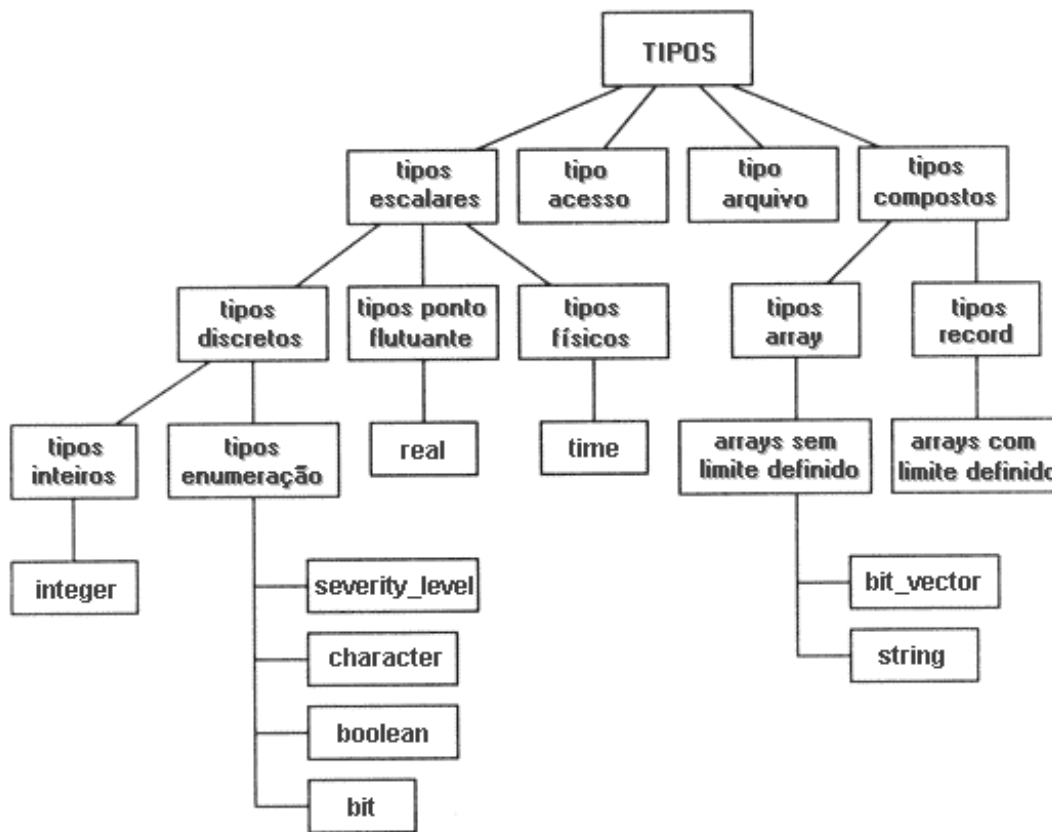 TIPOS
tipos
escalares
tipo
acesso
tipo
arquivo
tipos
compostos
tipos
discretos
tipos ponto
flutuante
tipos
físicos
tipos
array
tipos
record
tipos
inteiros
tipos
enumeração
real
time
arrays sem
limite definido
arrays com
limite definido
integer
severity_level
character
boolean
bit
bit_vector
string